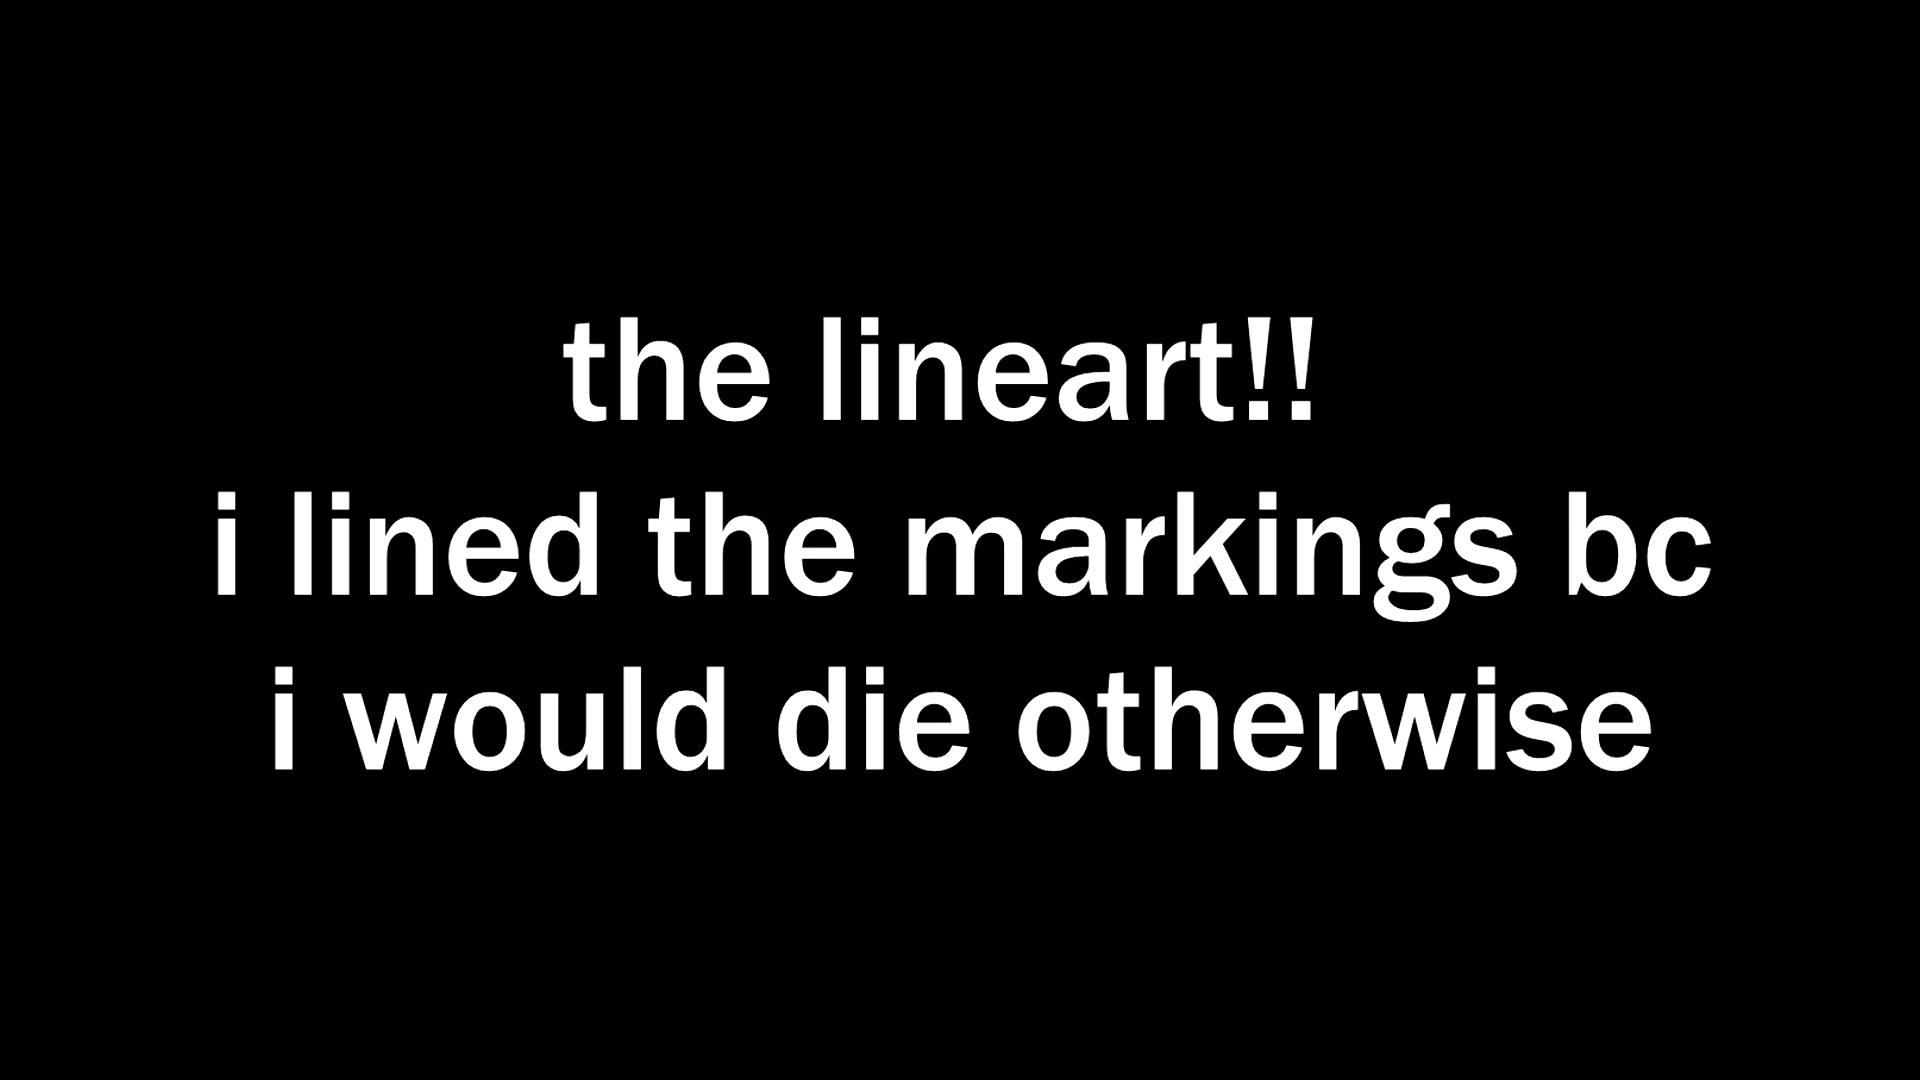 the lineart!!
i lined the markings bc
i would die otherwise